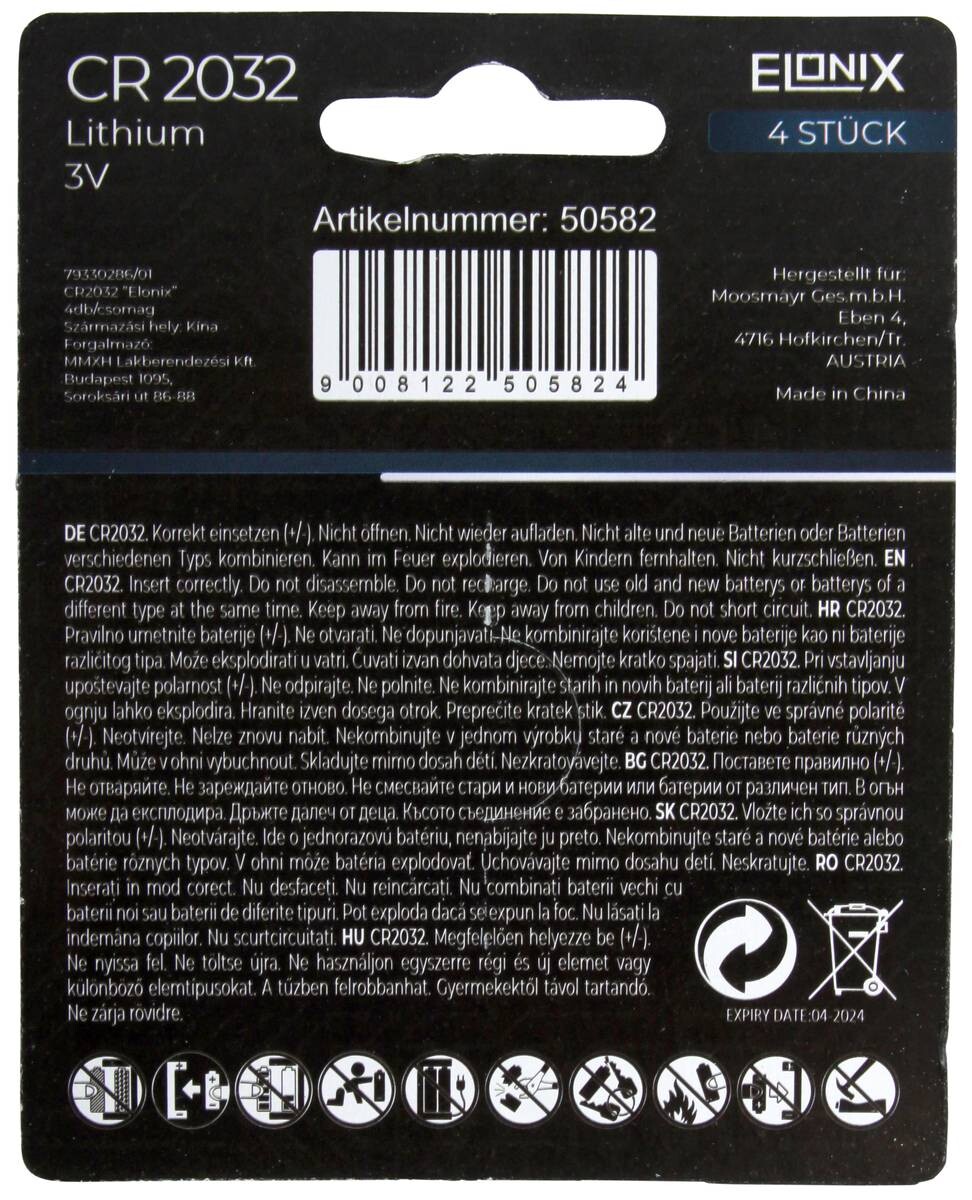 CR 2032
Lithium
3V
ELONIX
4 STÜCK
Artikelnummer: 50582
9 008122 505824
79330286/01
CR2032 "Elonix"
4db/csomag
Származási hely: Kína
Forgalmazó:
MMXH Lakberendezési Kft.
Budapest 1095,
Soroksári út 86-88
Hergestellt für:
Moosmayr Ges.m.b.H.
Eben 4,
4716 Hofkirchen/Tr.
AUSTRIA
Made in China
DE CR2032. Korrekt einsetzen (+/-). Nicht öffnen. Nicht wieder aufladen. Nicht alte und neue Batterien oder Batterien
verschiedenen Typs kombinieren. Kann im Feuer explodieren. Von Kindern fernhalten. Nicht kurzschließen. EN
CR2032. Insert correctly. Do not disassemble. Do not recharge. Do not use old and new batterys or batterys of a
different type at the same time. Keep away from fire. Keep away from children. Do not short circuit. HR CR2032.
Pravilno umetnite baterije (+/-). Ne otvarati. Ne dopunjavati. Ne kombinirajte korištene i nove baterije kao ni baterije
različitog tipa. Može eksplodirati u vatri. Čuvati izvan dohvata djece. Nemojte kratko spajati. SI CR2032. Pri vstavljanju
upoštevajte polarnost (+/-). Ne odpirajte. Ne polnite. Ne kombinirajte starih in novih baterij ali baterij različnih tipov. V
ognju lahko eksplodira. Hranite izven dosega otrok. Preprečite kratek stik. CZ CR2032. Použijte ve správné polaritě
(+/-). Neotvírejte. Nelze znovu nabít. Nekombinujte v jednom výrobku staré a nové baterie nebo baterie různých
druhů. Může v ohni vybuchnout. Skladujte mimo dosah dětí. Nezkratovávejte. BG CR2032. Поставете правилно (+/-).
Не отваряйте. Не зареждайте отново. Не смесвайте стари и нови батерии или батерии от различен тип. В огън
може да експлодира. Дръжте далеч от деца. Късото съединение е забранено. SK CR2032. Vložte ich so správnou
polaritou (+/-). Neotvárajte. Ide o jednorazovú batériu, nenabíjajte ju preto. Nekombinujte staré a nové batérie alebo
batérie rôznych typov. V ohni môže batéria explodovať. Uchovávajte mimo dosahu detí. Neskratujte. RO CR2032.
Inserați in mod corect. Nu desfaceți. Nu reincărcați. Nu combinați baterii vechi cu
baterii noi sau baterii de diferite tipuri. Pot exploda dacă se expun la foc. Nu lăsați la
indemâna copiilor. Nu scurtcircuitați. HU CR2032. Megfelelően helyezze be (+/-).
Ne nyissa fel. Ne töltse újra. Ne használjon egyszerre régi és új elemet vagy
különböző elemtípusokat. A tűzben felrobbanhat. Gyermekektől távol tartandó.
Ne zárja rövidre.
EXPIRY DATE:04-2024